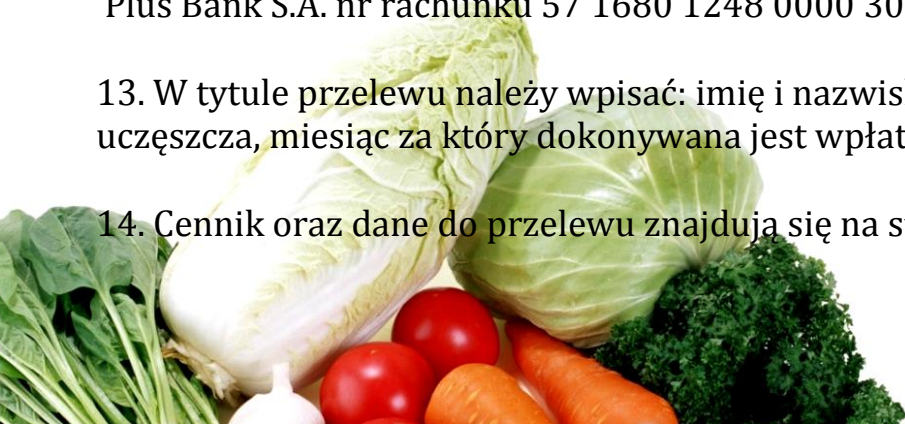 Plus Bank S.A. nr rachunku 57 1680 1248 0000 30
13. W tytule przelewu należy wpisać: imię i nazwis
uczęszcza, miesiąc za który dokonywana jest wpłat
14. Cennik oraz dane do przelewu znajdują się na s